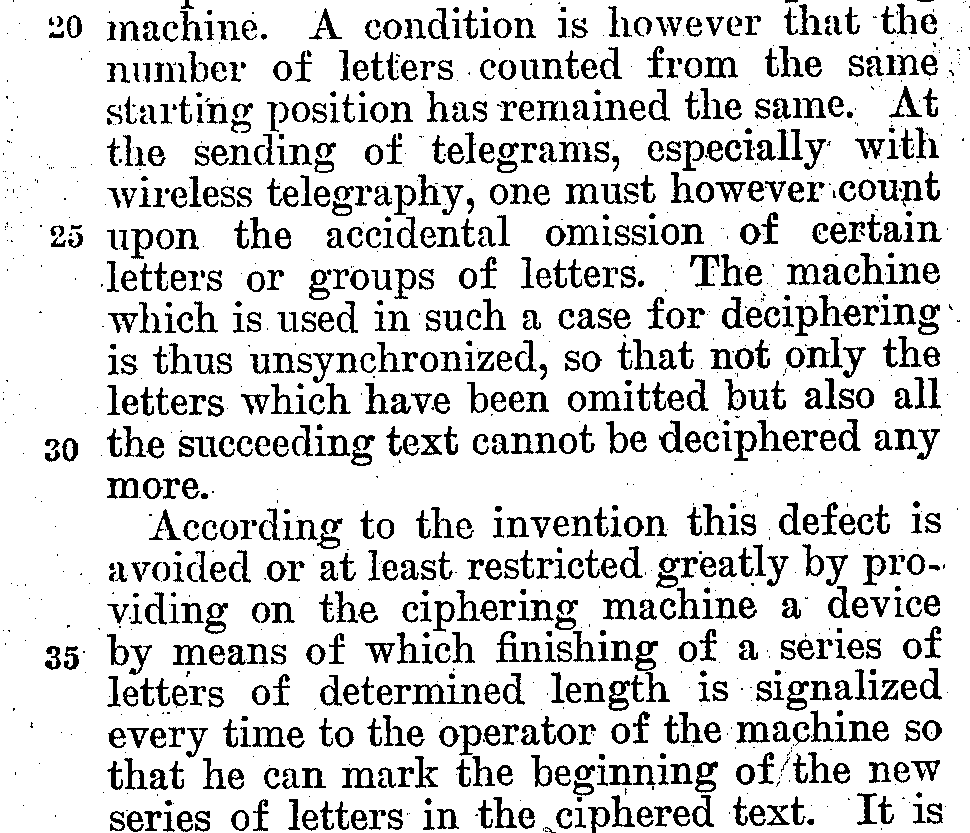 20 machine. A condition is however that the
number of letters counted from the same
starting position has remained the same. At
the sending of telegrams, especially with
wireless telegraphy, one must however count
25 upon the accidental omission of certain
letters or groups of letters. The machine
which is used in such a case for deciphering
is thus unsynchronized, so that not only the
letters which have been omitted but also all
30 the succeeding text cannot be deciphered any
more.
According to the invention this defect is
avoided or at least restricted greatly by pro-
viding on the ciphering machine a device
35 by means of which finishing of a series of
letters of determined length is signalized
every time to the operator of the machine so
that he can mark the beginning of the new
series of letters in the ciphered text. It is